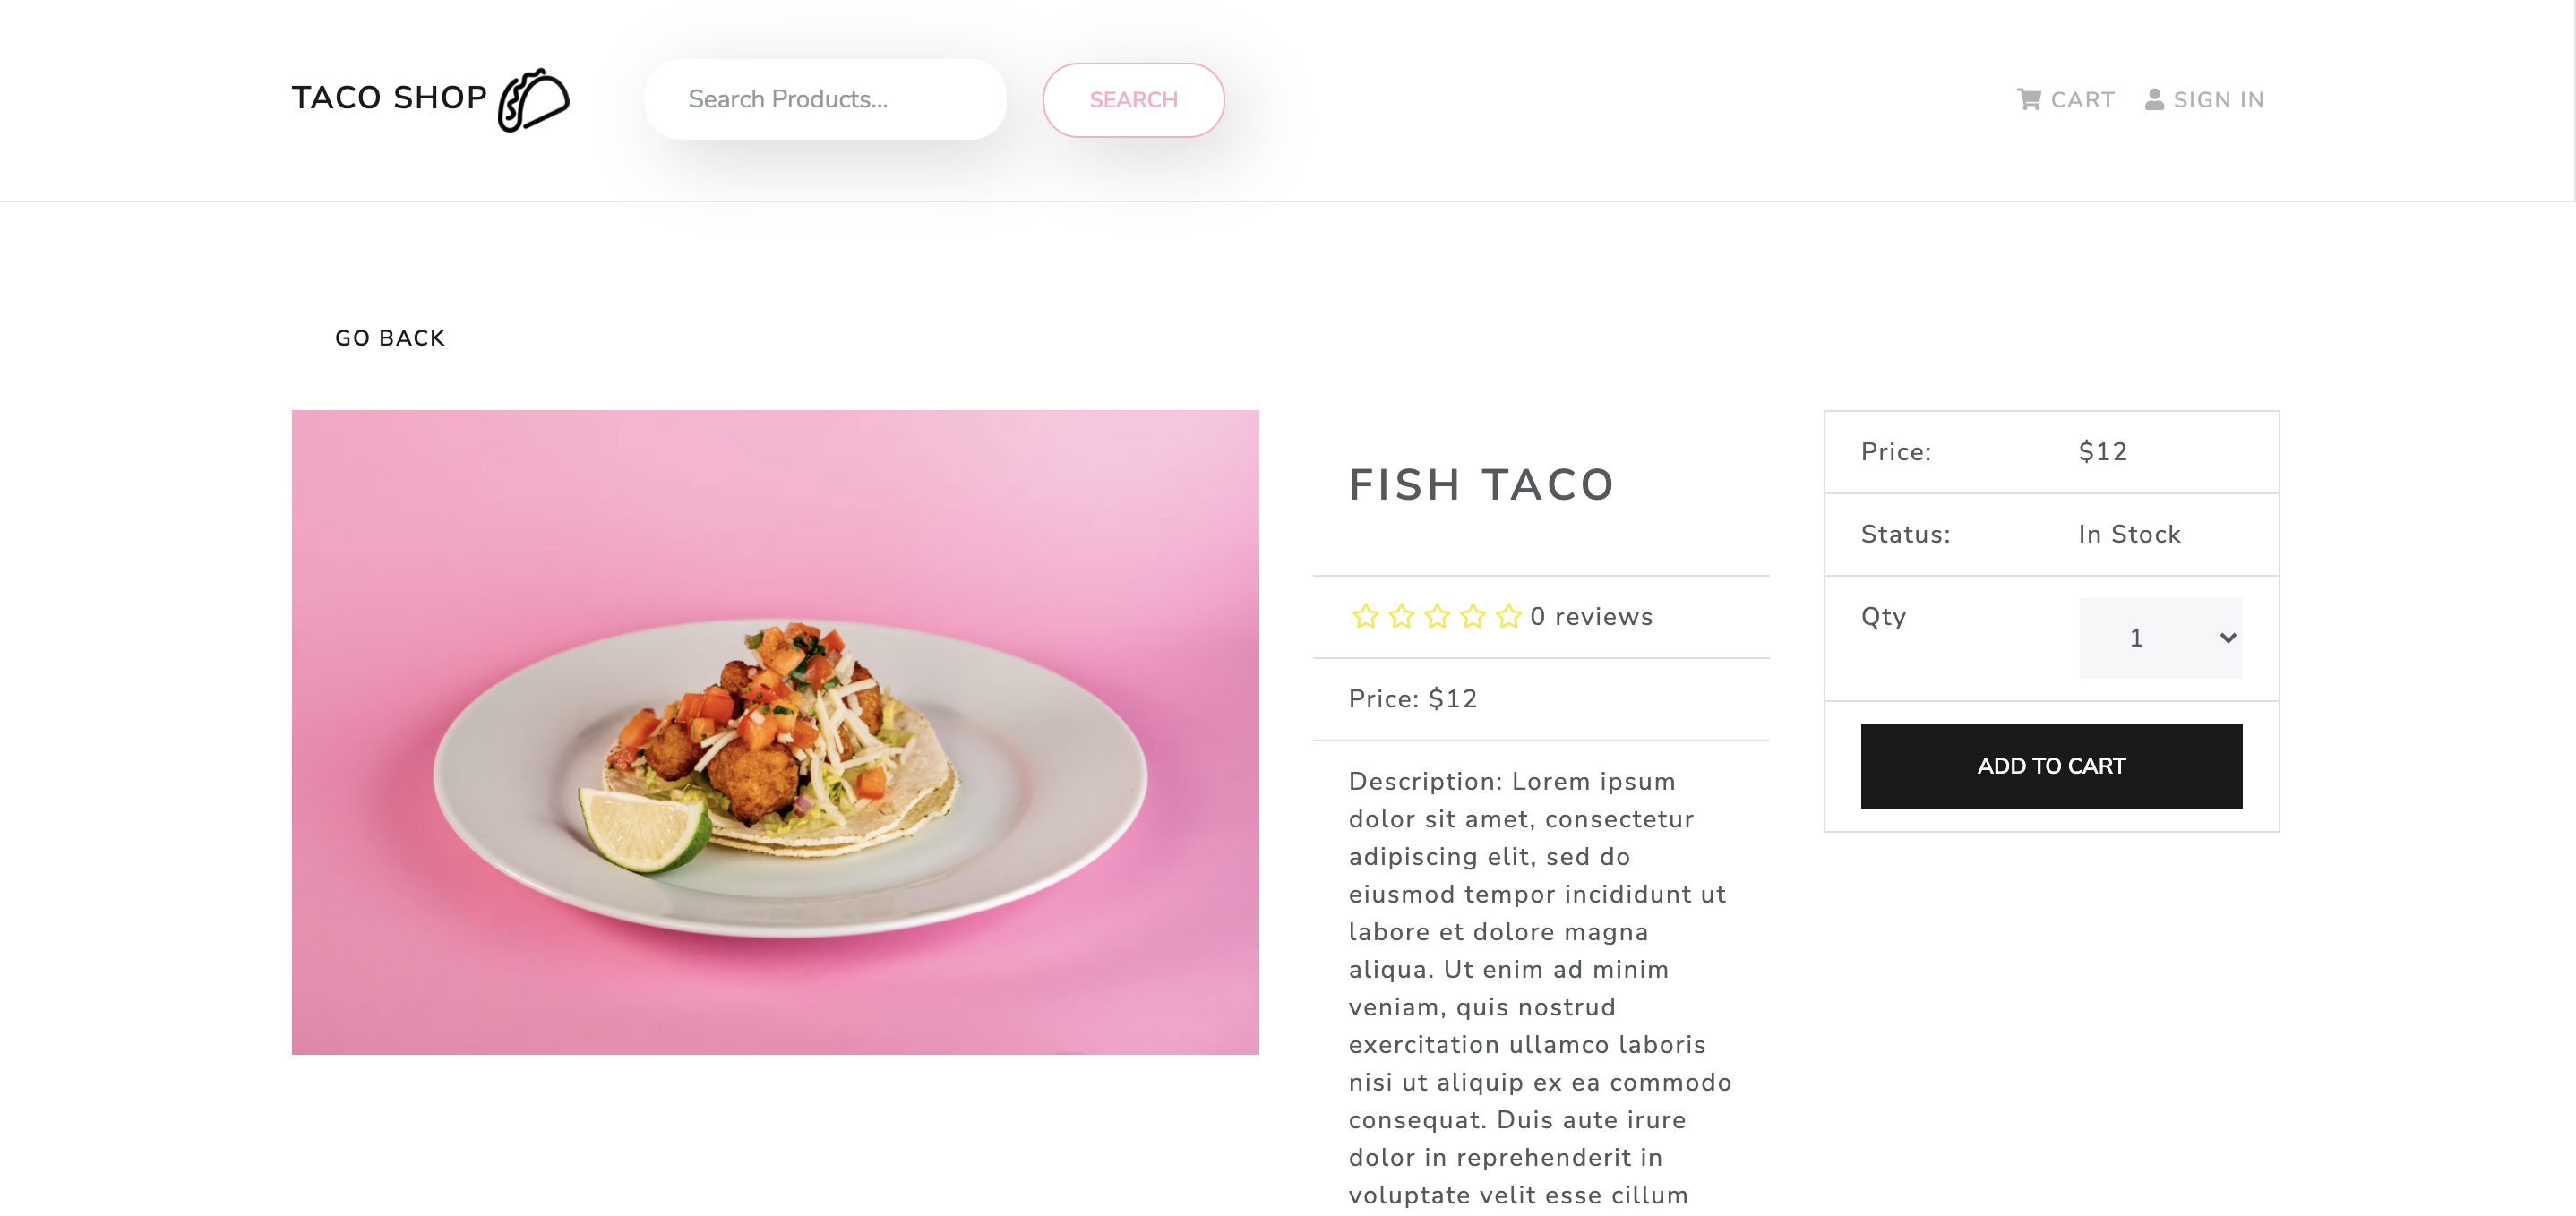 TACO SHOP
Search Products...
SEARCH
CART
SIGN IN
GO BACK
FISH TACO
0 reviews
Price: $12
Description: Lorem ipsum
dolor sit amet, consectetur
adipiscing elit, sed do
eiusmod tempor incididunt ut
labore et dolore magna
aliqua. Ut enim ad minim
veniam, quis nostrud
exercitation ullamco laboris
nisi ut aliquip ex ea commodo
consequat. Duis aute irure
dolor in reprehenderit in
voluptate velit esse cillum
Price: $12
Status: In Stock
Qty 1
ADD TO CART